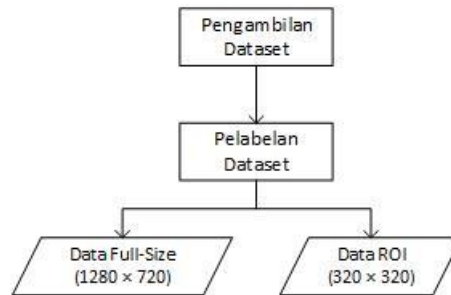 Pengambilan
Dataset
Pelabelan
Dataset
Data Full-Size
(1280 × 720)
Data ROI
(320 × 320)